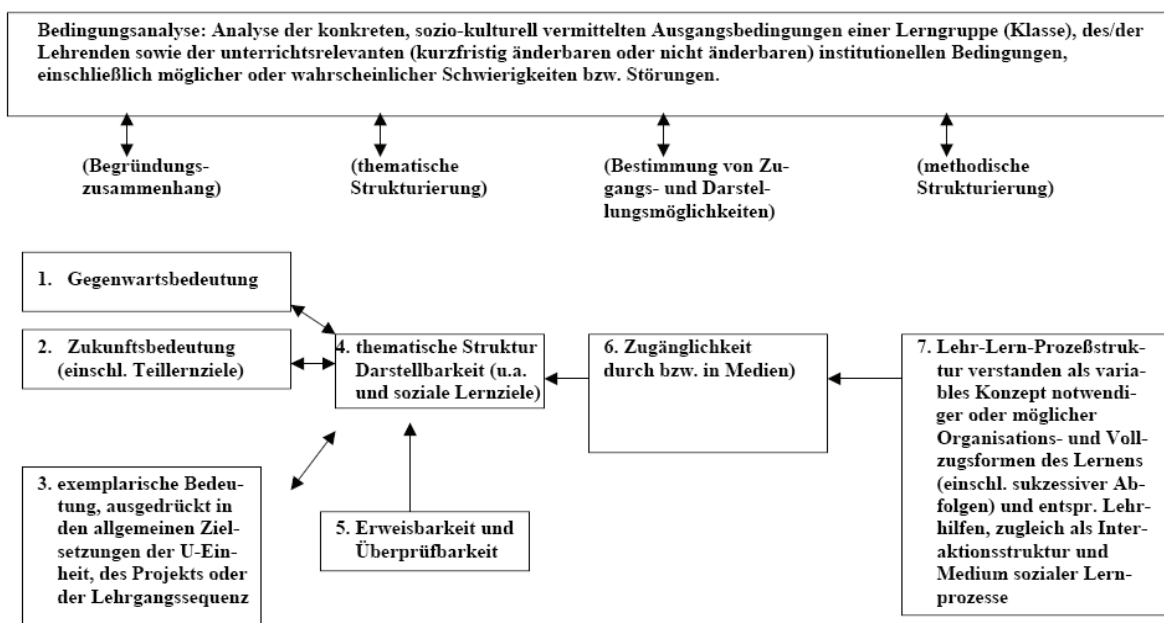 Bedingungsanalyse: Analyse der konkreten, sozio-kulturell vermittelten Ausgangsbedingungen einer Lerngruppe (Klasse), des/der
Lehrenden sowie der unterrichtsrelevanten (kurzfristig änderbaren oder nicht änderbaren) institutionellen Bedingungen,
einschließlich möglicher oder wahrscheinlicher Schwierigkeiten bzw. Störungen.
(Begründungs-
zusammenhang)
(thematische
Strukturierung)
(Bestimmung von Zu-
gangs- und Darstel-
lungsmöglichkeiten)
(methodische
Strukturierung)
1. Gegenwartsbedeutung
2. Zukunftsbedeutung
(einschl. Teillernziele)
3. exemplarische Bedeu-
tung, ausgedrückt in
den allgemeinen Ziel-
setzungen der U-Ein-
heit, des Projekts oder
der Lehrgangssequenz
4. thematische Struktur
Darstellbarkeit (u.a.
und soziale Lernziele)
5. Erweisbarkeit und
Überprüfbarkeit
6. Zugänglichkeit
durch bzw. in Medien)
7. Lehr-Lern-Prozeßstruk-
tur verstanden als varia-
bles Konzept notwendi-
ger oder möglicher
Organisations- und Voll-
zugsformen des Lernens
(einschl. sukzessiver Ab-
folgen) und entspr. Lehr-
hilfen, zugleich als Inter-
aktionsstruktur und
Medium sozialer Lern-
prozesse